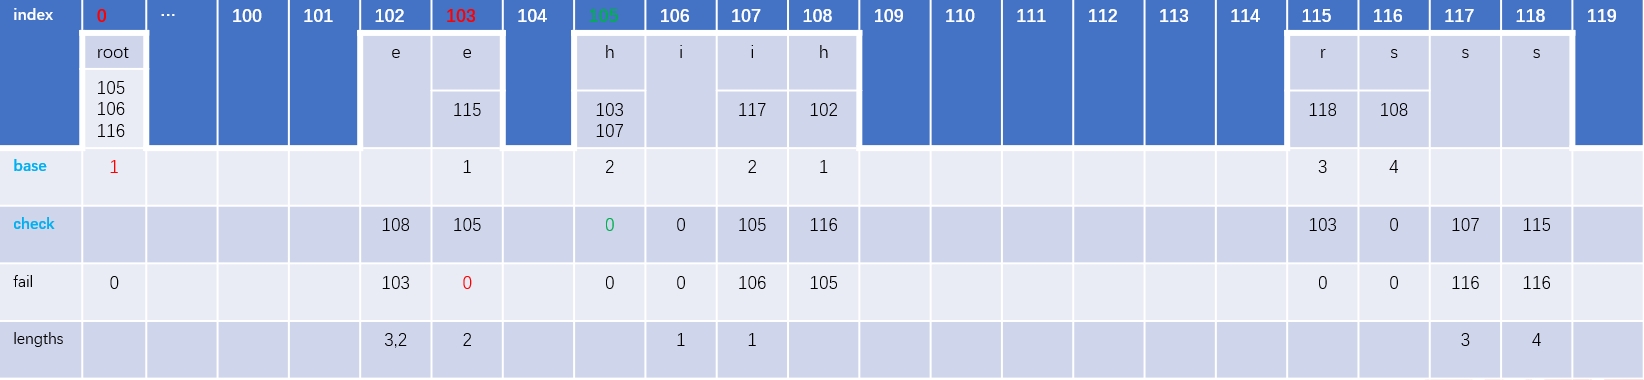 index 0 ... 100 101 102 103 104 105 106 107 108 109 110 111 112 113 114 115 116 117 118 119
root e e h i i h r s s s
105
106
116
115 103 117 102 118 108
107
base 1 1 2 2 1 3 4
check 108 105 0 0 105 116 103 0 107 115
fail 0 103 0 0 0 106 105 0 0 116 116
lengths 3,2 2 1 1 3 4